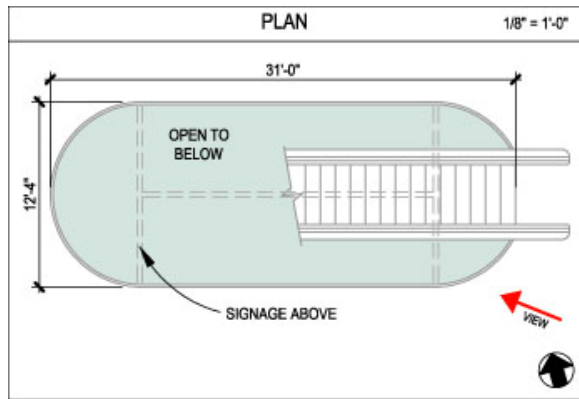 PLAN
1/8" = 1'-0"
31'-0"
OPEN TO
BELOW
12'-4"
SIGNAGE ABOVE
VIEW